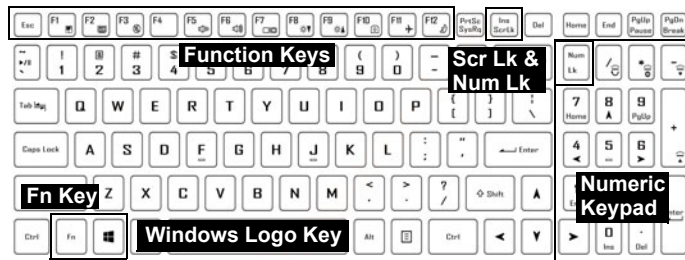 Esc F1 F2 F3 F4 F5 F6 F7 F8 F9 F10 F11 F12 PrtSc SysRq Ins ScrLk Del Home End PgUp Pause PgDn Break
Function Keys
Scr Lk & Num Lk
! 1 @ 2 # 3 $ 4 5 6 7 8 ( 9 ) 0 - Num Lk / * -
Tab Q W E R T Y U I O P { [ } ] \ 7 Home 8 9 PgUp +
Caps Lock A S D F G H J K L : ; " ' Enter 4 5 6
Fn Key
Z X C V B N M < , > . ? / Shift
Numeric Keypad
Ctrl Fn
Windows Logo Key
Alt Ctrl 0 Ins . Del